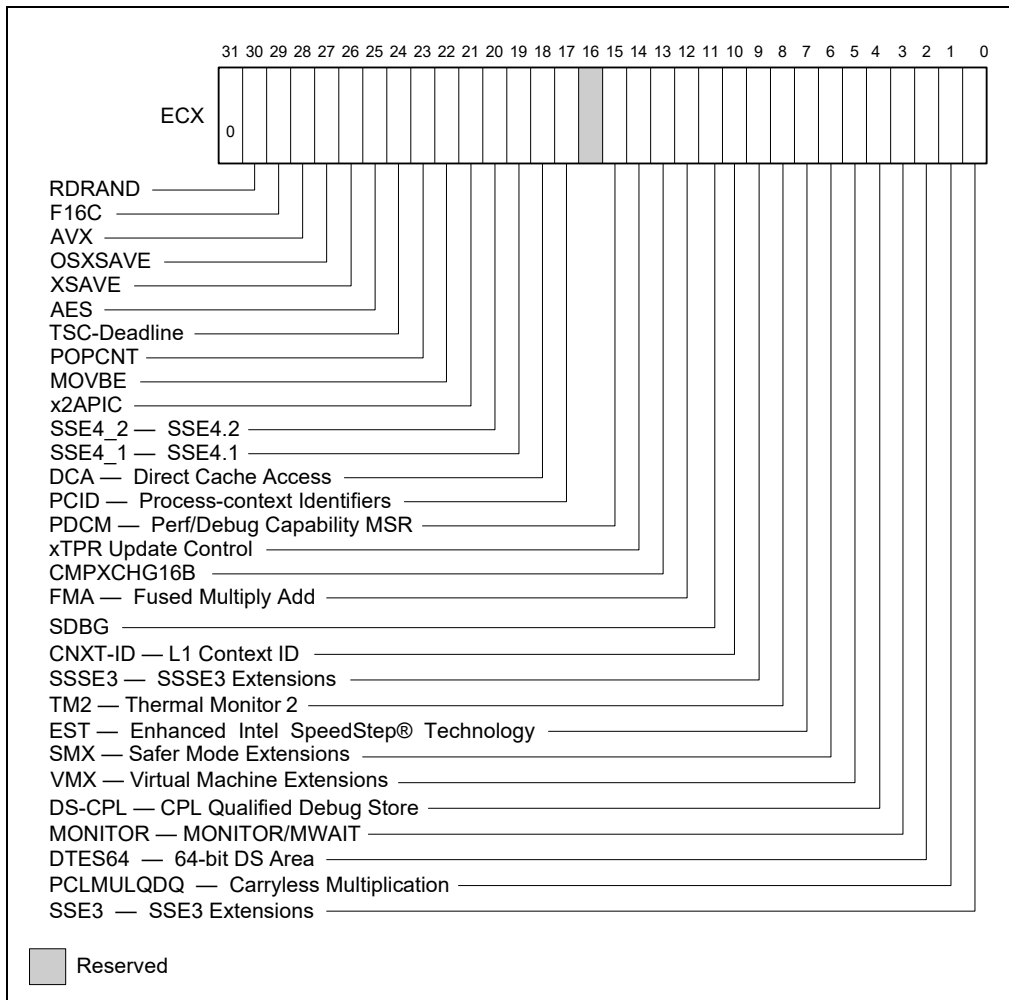 31 30 29 28 27 26 25 24 23 22 21 20 19 18 17 16 15 14 13 12 11 10 9 8 7 6 5 4 3 2 1 0
ECX
0
RDRAND
F16C
AVX
OSXSAVE
XSAVE
AES
TSC-Deadline
POPCNT
MOVBE
x2APIC
SSE4_2 — SSE4.2
SSE4_1 — SSE4.1
DCA — Direct Cache Access
PCID — Process-context Identifiers
PDCM — Perf/Debug Capability MSR
xTPR Update Control
CMPXCHG16B
FMA — Fused Multiply Add
SDBG
CNXT-ID — L1 Context ID
SSSE3 — SSSE3 Extensions
TM2 — Thermal Monitor 2
EST — Enhanced Intel SpeedStep® Technology
SMX — Safer Mode Extensions
VMX — Virtual Machine Extensions
DS-CPL — CPL Qualified Debug Store
MONITOR — MONITOR/MWAIT
DTES64 — 64-bit DS Area
PCLMULQDQ — Carryless Multiplication
SSE3 — SSE3 Extensions
Reserved